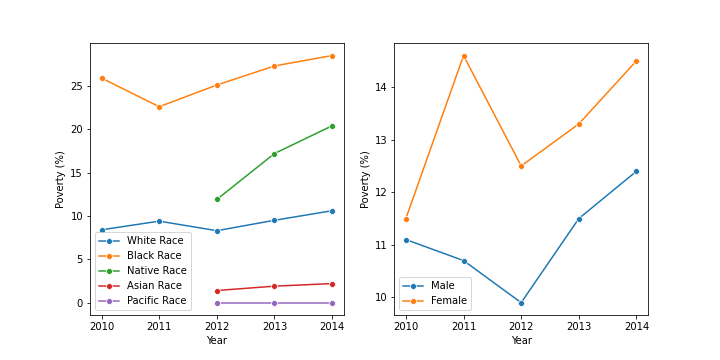 25
20
15
10
5
0
Poverty (%)
White Race
Black Race
Native Race
Asian Race
Pacific Race
2010 2011 2012 2013 2014
Year
14
13
12
11
10
Poverty (%)
Male
Female
2010 2011 2012 2013 2014
Year